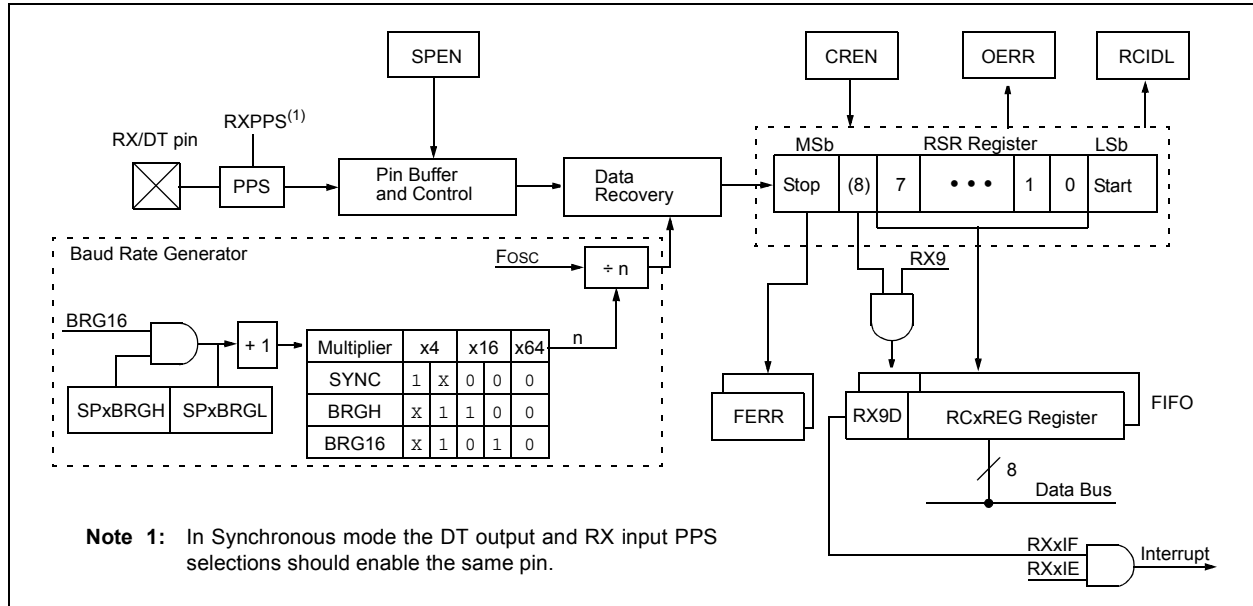 SPEN
CREN
OERR
RCIDL
RXPPS(1)
RX/DT pin
PPS
Pin Buffer
and Control
Data
Recovery
MSb
RSR Register
LSb
Stop (8) 7 • • • 1 0 Start
Baud Rate Generator
FOSC
÷ n
RX9
BRG16
+ 1
n
Multiplier x4 x16 x64
SYNC 1 X 0 0 0
BRGH X 1 1 0 0
BRG16 X 1 0 1 0
SPxBRGH SPxBRGL
FERR
RX9D
RCxREG Register
FIFO
8
Data Bus
Note 1: In Synchronous mode the DT output and RX input PPS
selections should enable the same pin.
RXxIF
RXxIE
Interrupt